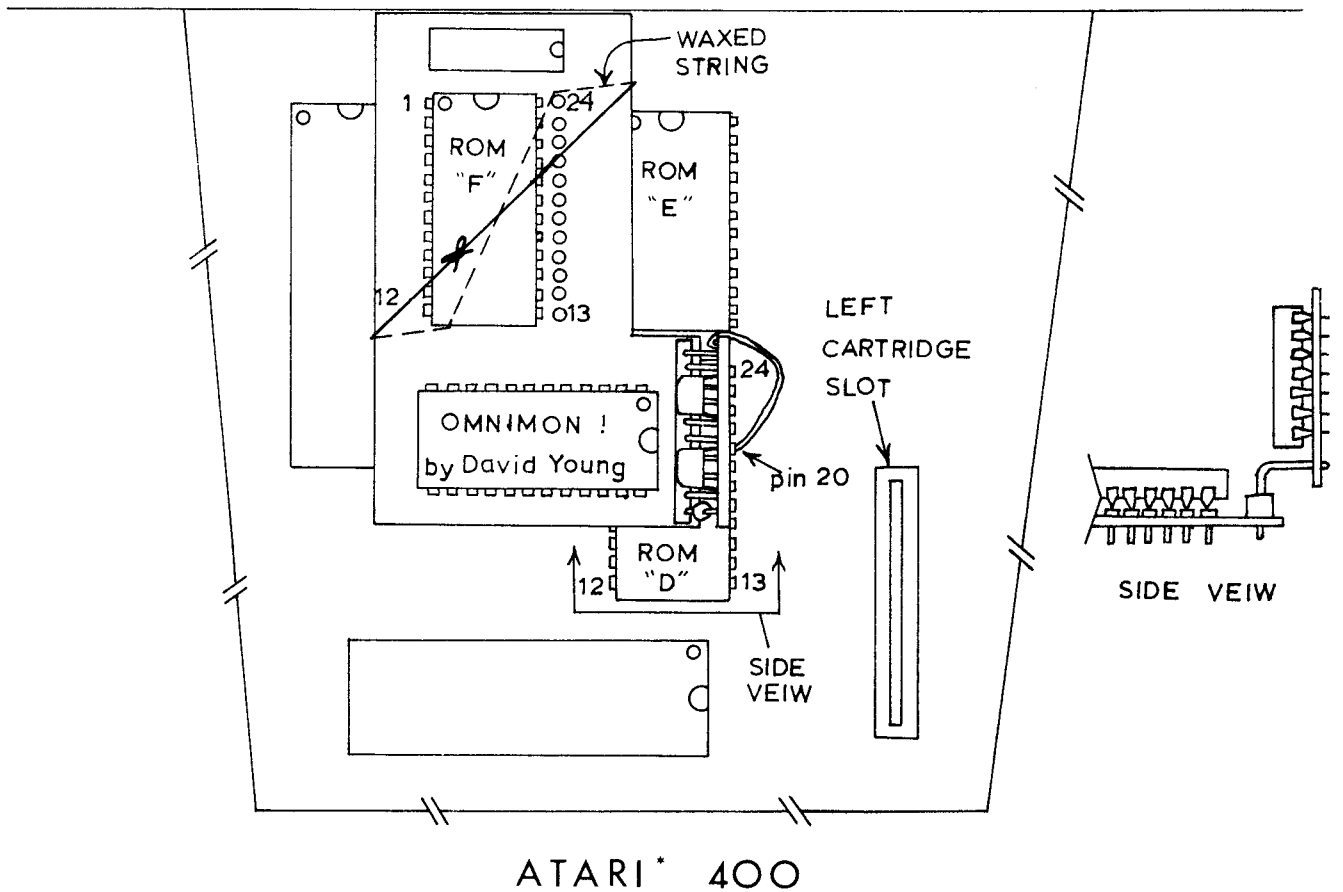 WAXED
STRING
1
24
ROM
"F"
ROM
"E"
12
13
LEFT
CARTRIDGE
SLOT
24
OMNIMON !
by David Young
pin 20
ROM
"D"
12
13
SIDE VEIW
SIDE
VEIW
ATARI* 400